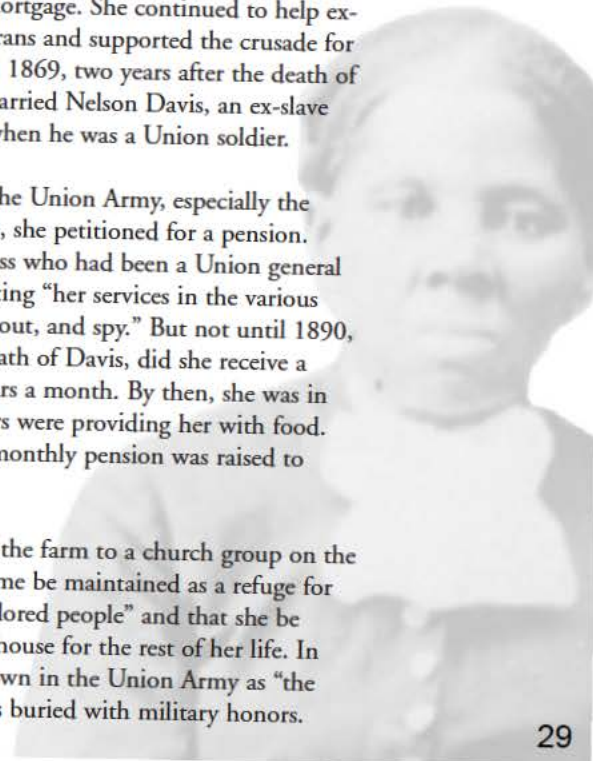 ortgage. She continued to help ex-
rans and supported the crusade for
1869, two years after the death of
arried Nelson Davis, an ex-slave
when he was a Union soldier.
he Union Army, especially the
, she petitioned for a pension.
ss who had been a Union general
ing “her services in the various
out, and spy.” But not until 1890,
ath of Davis, did she receive a
rs a month. By then, she was in
s were providing her with food.
monthly pension was raised to
the farm to a church group on the
me be maintained as a refuge for
lored people” and that she be
house for the rest of her life. In
wn in the Union Army as “the
s buried with military honors.
29